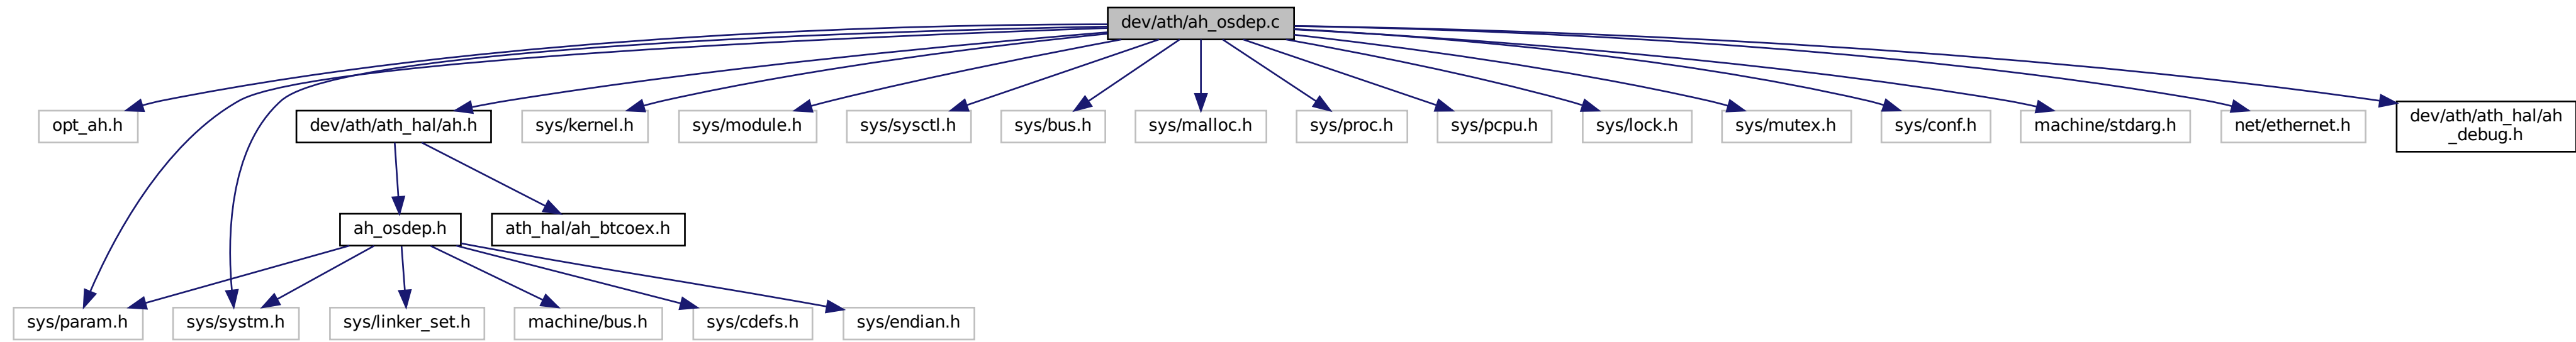 dev/ath/ah_osdep.c
opt_ah.h
dev/ath/ath_hal/ah.h
sys/kernel.h
sys/module.h
sys/sysctl.h
sys/bus.h
sys/malloc.h
sys/proc.h
sys/pcpu.h
sys/lock.h
sys/mutex.h
sys/conf.h
machine/stdarg.h
net/ethernet.h
dev/ath/ath_hal/ah
_debug.h
ah_osdep.h
ath_hal/ah_btcoex.h
sys/param.h
sys/systm.h
sys/linker_set.h
machine/bus.h
sys/cdefs.h
sys/endian.h